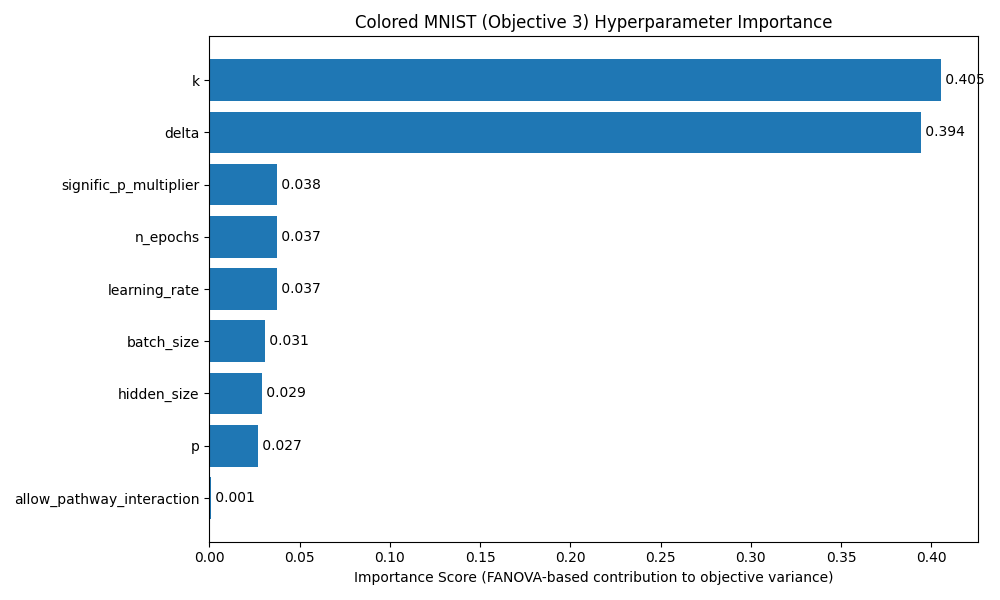 Colored MNIST (Objective 3) Hyperparameter Importance
k 0.405
delta 0.394
signific_p_multiplier 0.038
n_epochs 0.037
learning_rate 0.037
batch_size 0.031
hidden_size 0.029
p 0.027
allow_pathway_interaction 0.001
0.00 0.05 0.10 0.15 0.20 0.25 0.30 0.35 0.40
Importance Score (FANOVA-based contribution to objective variance)